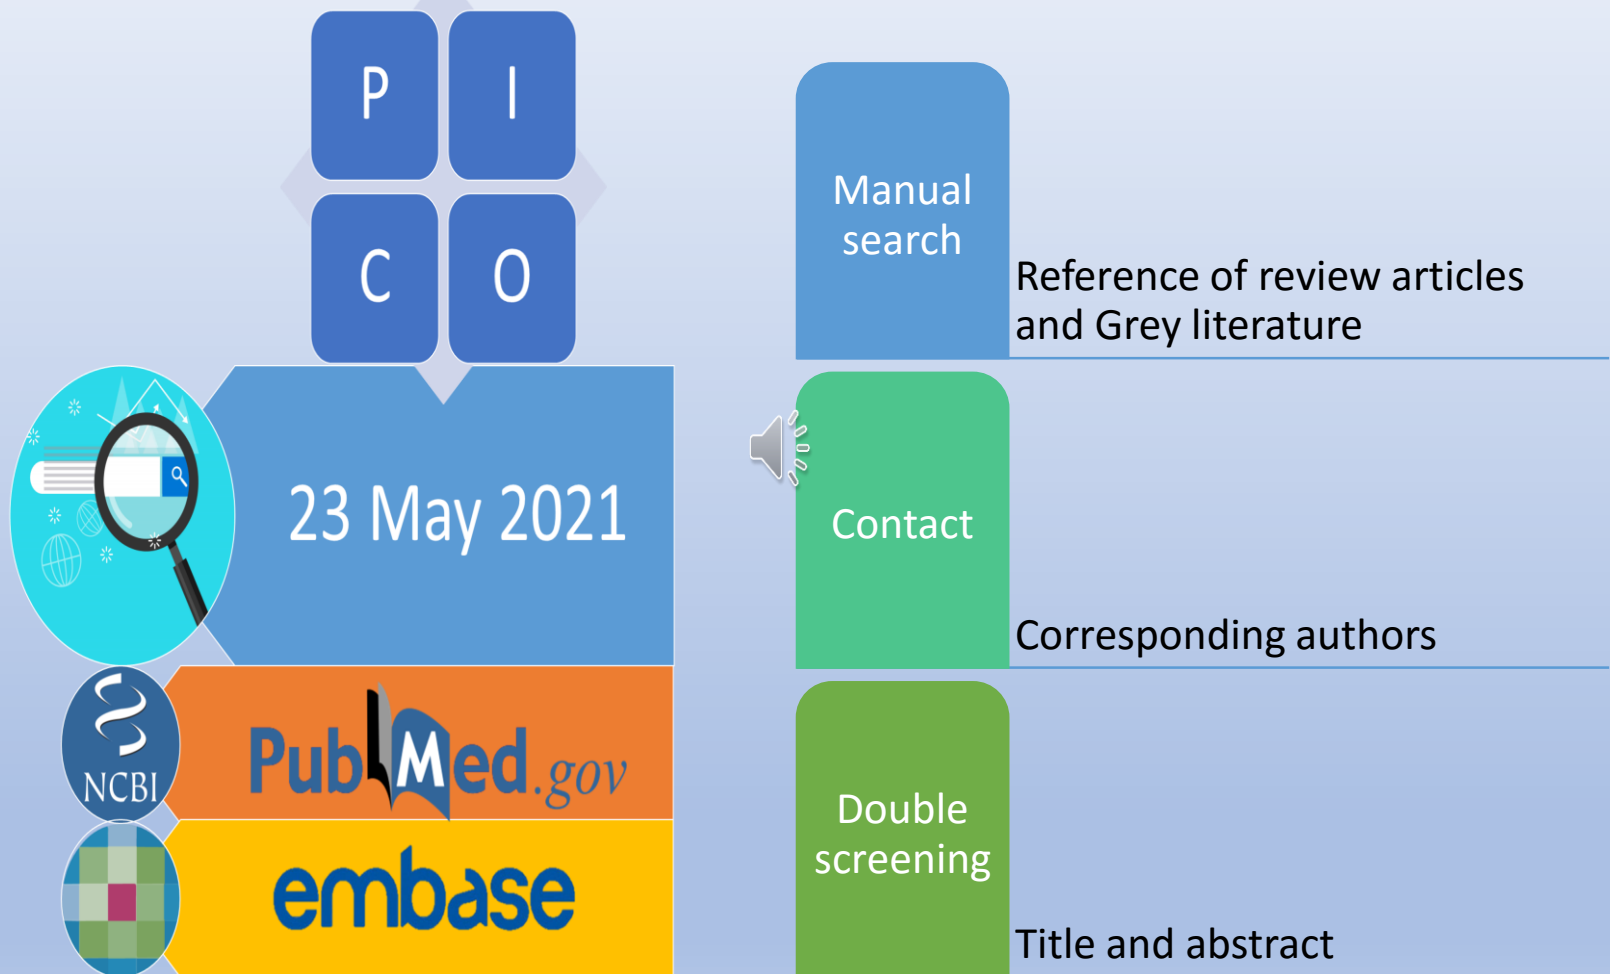 P
I
C
O
23 May 2021
NCBI
PubMed.gov
embase
Manual
search
Reference of review articles
and Grey literature
Contact
Corresponding authors
Double
screening
Title and abstract